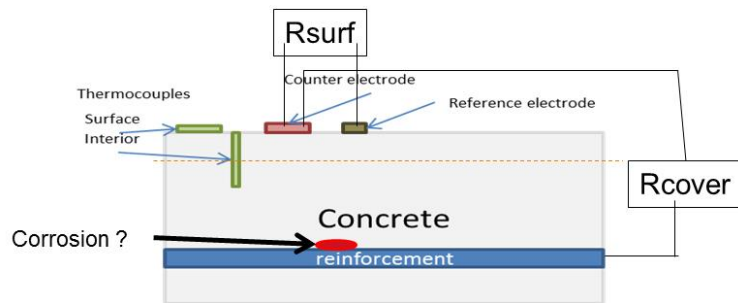 Rsurf
Counter electrode
Thermocouples
Reference electrode
Surface
Interior
Rcover
Concrete
Corrosion ?
reinforcement